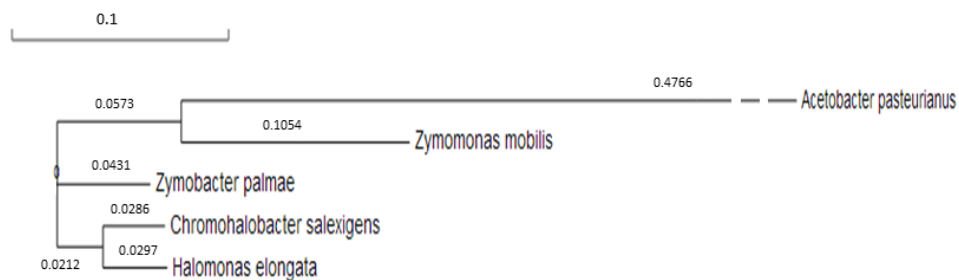 0.1
0.4766
Acetobacter pasteurianus
0.0573
0.1054
Zymomonas mobilis
0
0.0431
Zymobacter palmae
0.0286
Chromohalobacter salexigens
0.0212
0.0297
Halomonas elongata